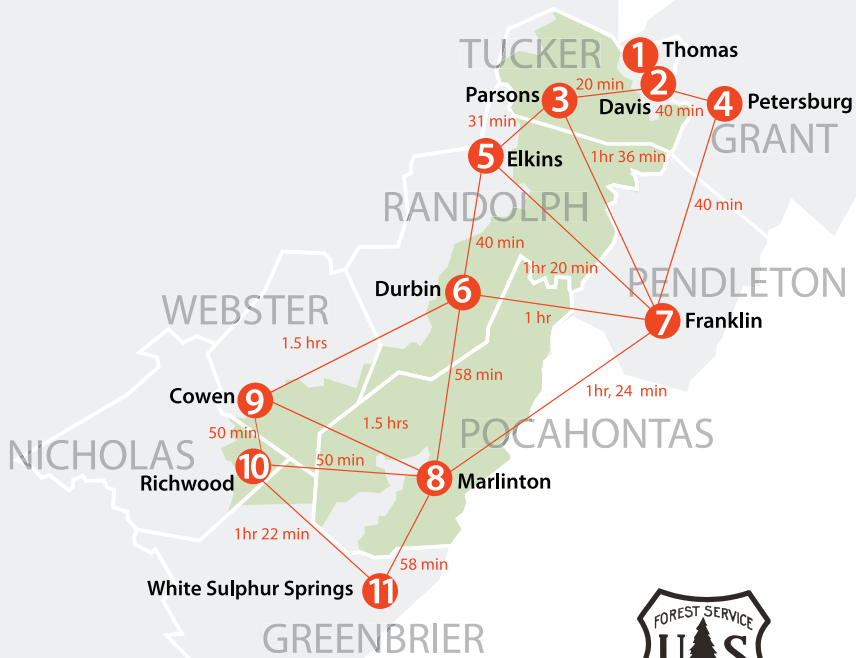 TUCKER
1 Thomas
2
Davis
20 min
Parsons 3
40 min
4 Petersburg
GRANT
31 min
5 Elkins
1hr 36 min
RANDOLPH
40 min
40 min
1hr 20 min
PENDLETON
Durbin 6
WEBSTER
1 hr
7 Franklin
1.5 hrs
58 min
1hr, 24 min
Cowen 9
1.5 hrs
50 min
POCAHONTAS
NICHOLAS
10
Richwood
50 min
8 Marlinton
1hr 22 min
58 min
White Sulphur Springs 11
GREENBRIER
FOREST SERVICE
U S